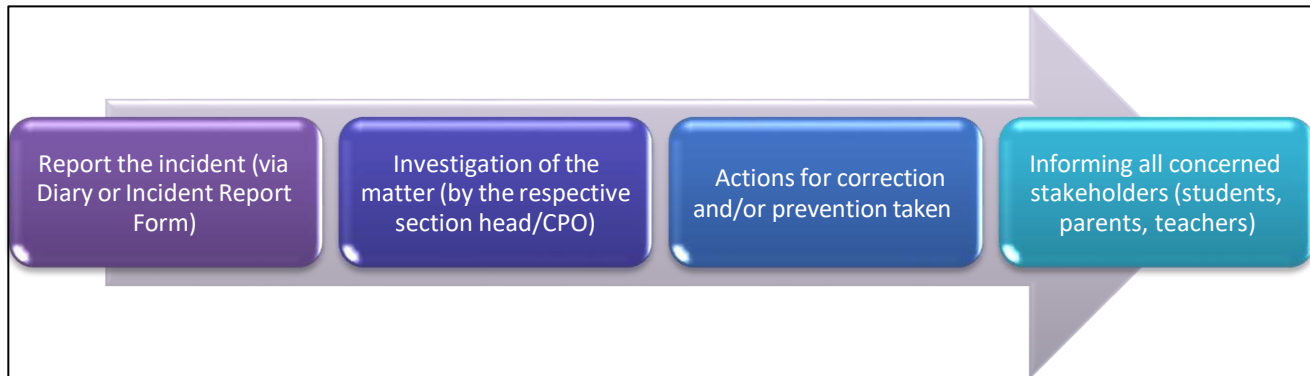 Report the incident (via
Diary or Incident Report
Form)
Investigation of the
matter (by the respective
section head/CPO)
Actions for correction
and/or prevention taken
Informing all concerned
stakeholders (students,
parents, teachers)